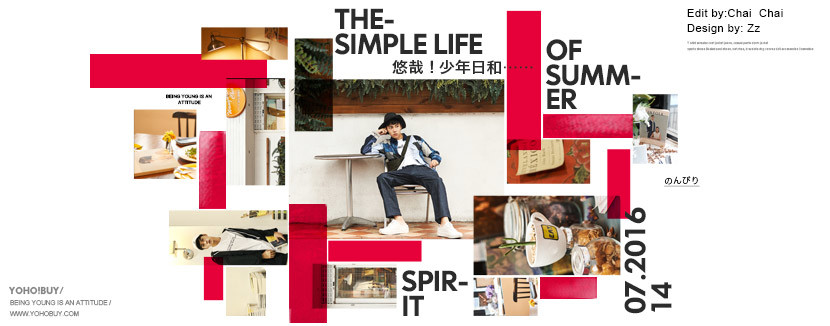 THE-
SIMPLE LIFE
悠哉！少年日和……
OF
SUMM-
ER
Edit by:Chai Chai
Design by: Zz
BEING YOUNG IS AN
ATTITUDE
のんびり
SPIR-
IT
07.2016
14
YOHO!BUY/
BEING YOUNG IS AN ATTITUDE /
WWW.YOHOBUY.COM